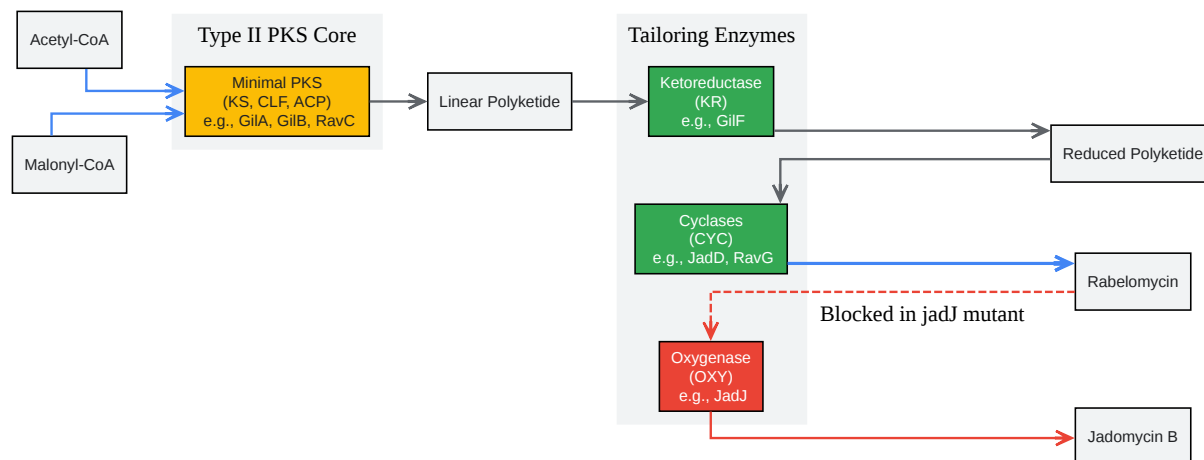 Type II PKS Core
Tailoring Enzymes
Acetyl-CoA
Malonyl-CoA
Minimal PKS
(KS, CLF, ACP)
e.g., GilA, GilB, RavC
Linear Polyketide
Ketoreductase
(KR)
e.g., GilF
Reduced Polyketide
Cyclases
(CYC)
e.g., JadD, RavG
Rabelomycin
Blocked in jadJ mutant
Oxygenase
(OXY)
e.g., JadJ
Jadomycin B